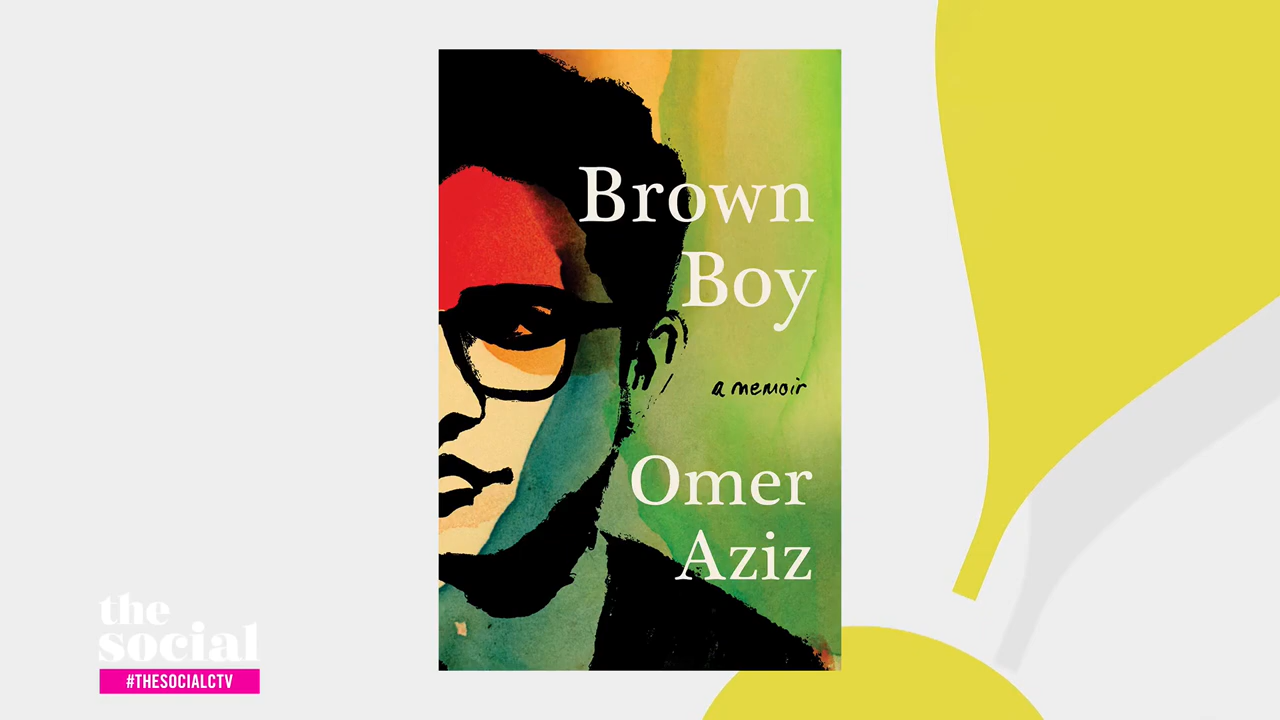 Brown
Boy
a memoir
Omer
Aziz
the
social
#THESOCIALCTV